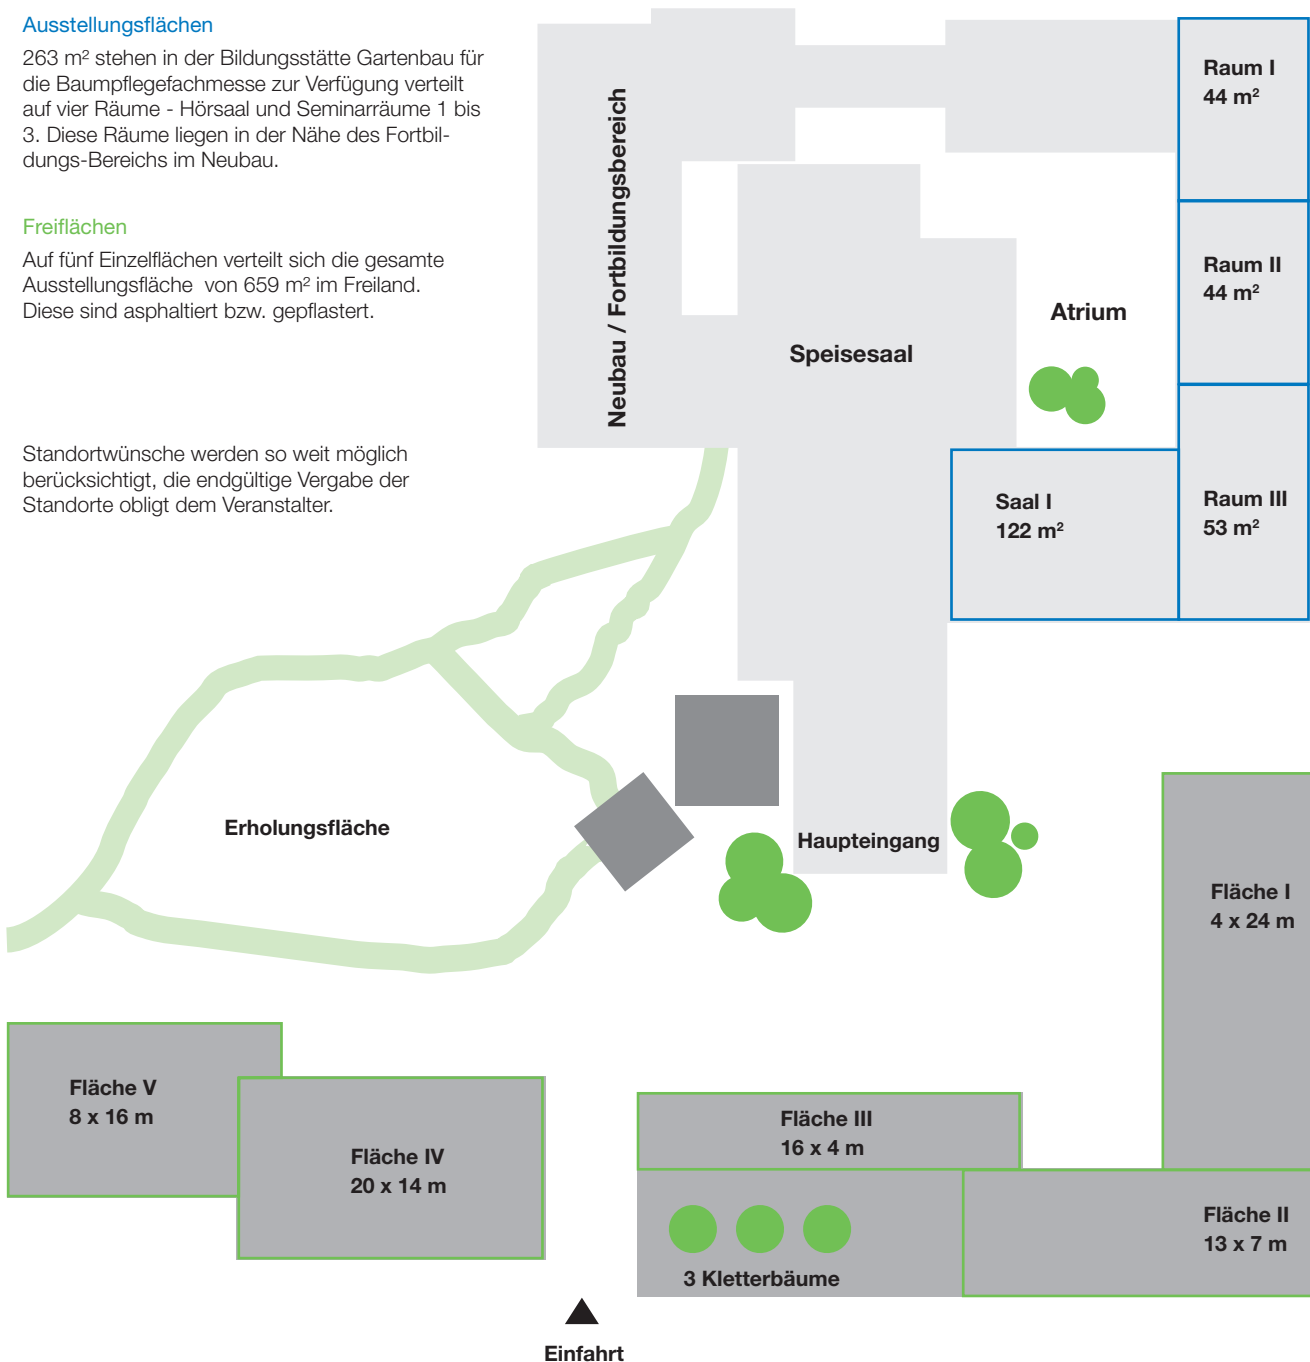 Ausstellungsflächen
263 m² stehen in der Bildungsstätte Gartenbau für
die Baumpflegefachmesse zur Verfügung verteilt
auf vier Räume - Hörsaal und Seminarräume 1 bis
3. Diese Räume liegen in der Nähe des Fortbil-
dungs-Bereichs im Neubau.
Freiflächen
Auf fünf Einzelflächen verteilt sich die gesamte
Ausstellungsfläche von 659 m² im Freiland.
Diese sind asphaltiert bzw. gepflastert.
Standortwünsche werden so weit möglich
berücksichtigt, die endgültige Vergabe der
Standorte obligt dem Veranstalter.
Neubau / Fortbildungsbereich
Speisesaal
Atrium
Raum I
44 m²
Raum II
44 m²
Raum III
53 m²
Saal I
122 m²
Erholungsfläche
Haupteingang
Fläche I
4 x 24 m
Fläche V
8 x 16 m
Fläche IV
20 x 14 m
Fläche III
16 x 4 m
Fläche II
13 x 7 m
3 Kletterbäume
Einfahrt